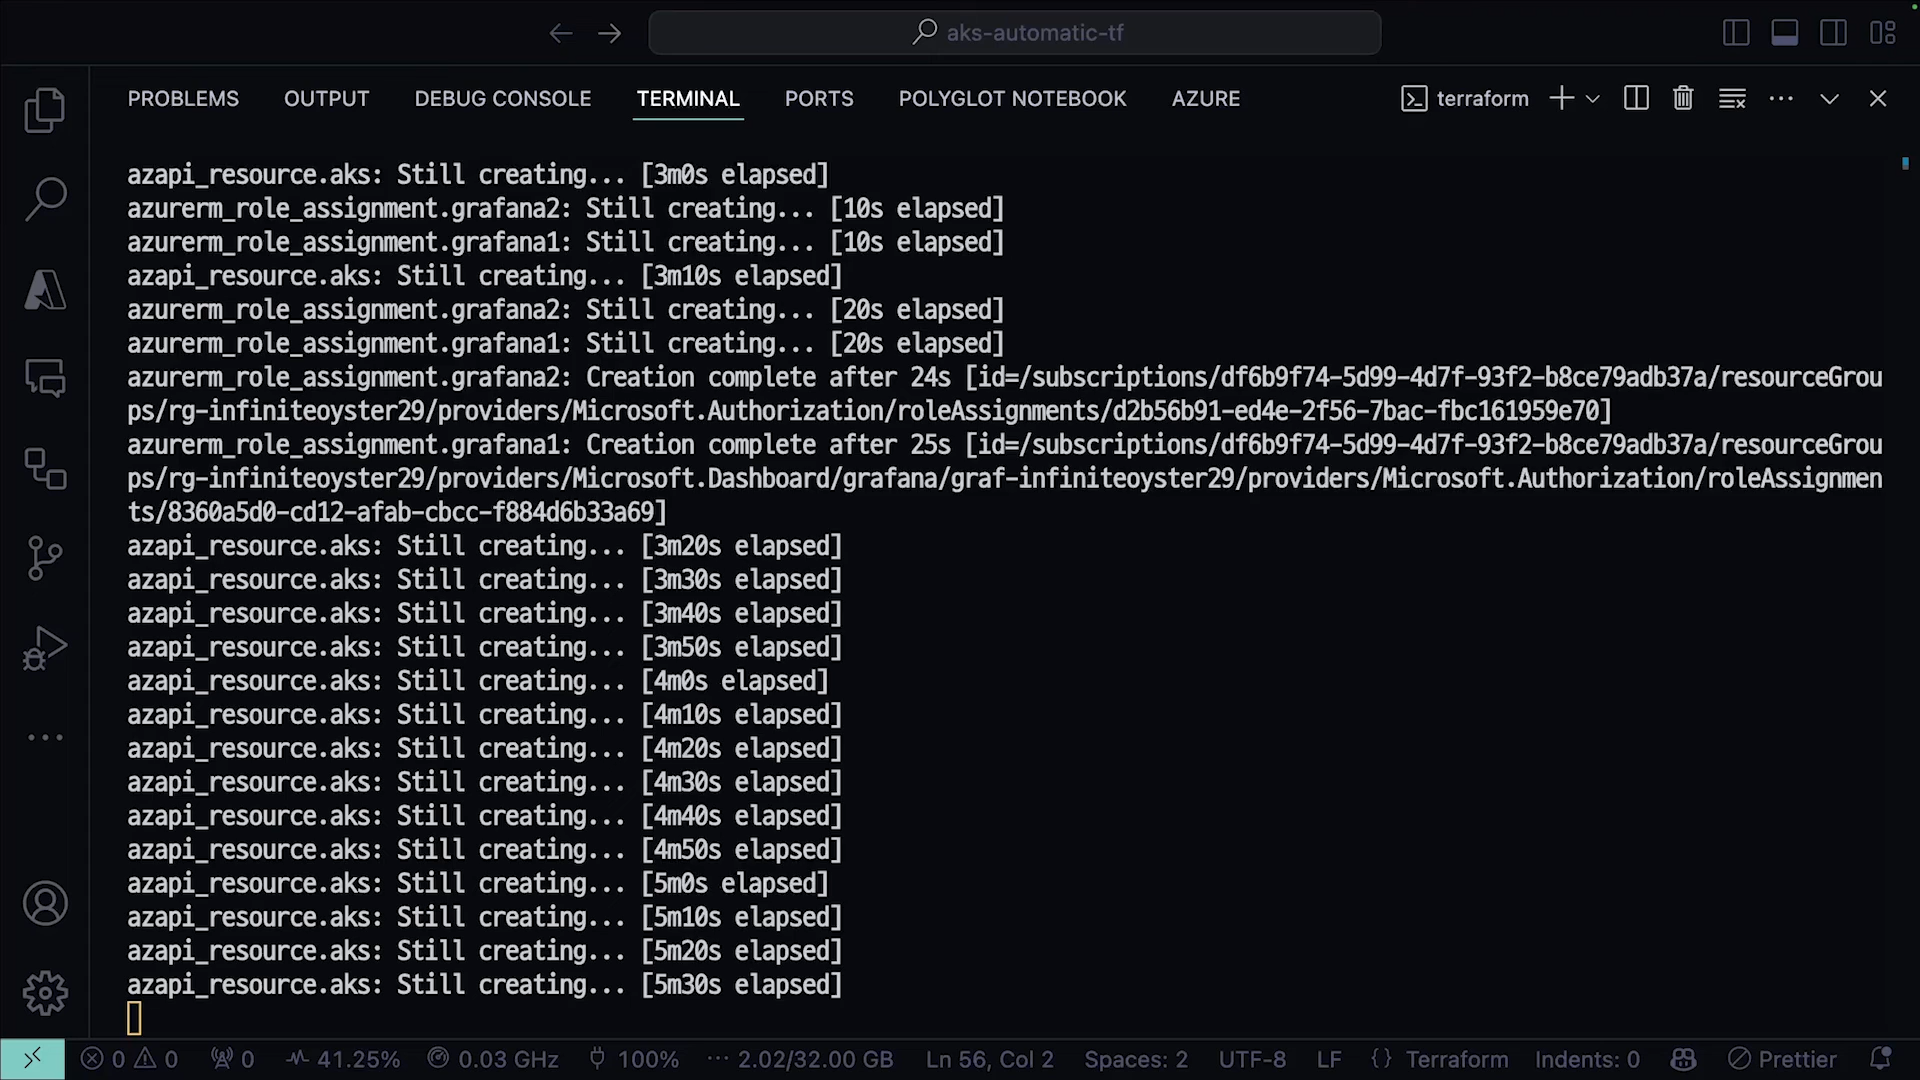 aks-automatic-tf
PROBLEMS OUTPUT DEBUG CONSOLE TERMINAL PORTS POLYGLOT NOTEBOOK AZURE terraform
azapi_resource.aks: Still creating... [3m0s elapsed]
azurerm_role_assignment.grafana2: Still creating... [10s elapsed]
azurerm_role_assignment.grafana1: Still creating... [10s elapsed]
azapi_resource.aks: Still creating... [3m10s elapsed]
azurerm_role_assignment.grafana2: Still creating... [20s elapsed]
azurerm_role_assignment.grafana1: Still creating... [20s elapsed]
azurerm_role_assignment.grafana2: Creation complete after 24s [id=/subscriptions/df6b9f74-5d99-4d7f-93f2-b8ce79adb37a/resourceGrou
ps/rg-infiniteoyster29/providers/Microsoft.Authorization/roleAssignments/d2b56b91-ed4e-2f56-7bac-fbc161959e70]
azurerm_role_assignment.grafana1: Creation complete after 25s [id=/subscriptions/df6b9f74-5d99-4d7f-93f2-b8ce79adb37a/resourceGrou
ps/rg-infiniteoyster29/providers/Microsoft.Dashboard/grafana/graf-infiniteoyster29/providers/Microsoft.Authorization/roleAssignmen
ts/8360a5d0-cd12-afab-cbcc-f884d6b33a69]
azapi_resource.aks: Still creating... [3m20s elapsed]
azapi_resource.aks: Still creating... [3m30s elapsed]
azapi_resource.aks: Still creating... [3m40s elapsed]
azapi_resource.aks: Still creating... [3m50s elapsed]
azapi_resource.aks: Still creating... [4m0s elapsed]
azapi_resource.aks: Still creating... [4m10s elapsed]
azapi_resource.aks: Still creating... [4m20s elapsed]
azapi_resource.aks: Still creating... [4m30s elapsed]
azapi_resource.aks: Still creating... [4m40s elapsed]
azapi_resource.aks: Still creating... [4m50s elapsed]
azapi_resource.aks: Still creating... [5m0s elapsed]
azapi_resource.aks: Still creating... [5m10s elapsed]
azapi_resource.aks: Still creating... [5m20s elapsed]
azapi_resource.aks: Still creating... [5m30s elapsed]
0 0 0 41.25% 0.03 GHz 100% 2.02/32.00 GB Ln 56, Col 2 Spaces: 2 UTF-8 LF {} Terraform Indents: 0 Prettier